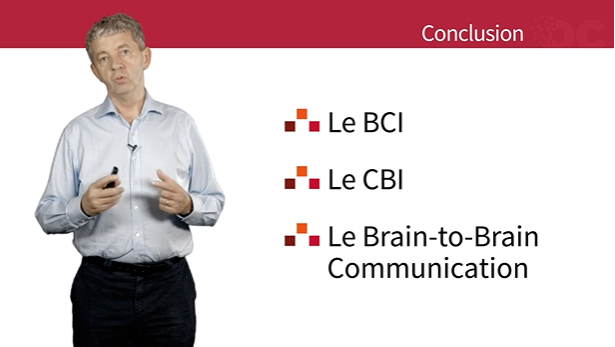 Conclusion
Le BCI
Le CBI
Le Brain-to-Brain
Communication